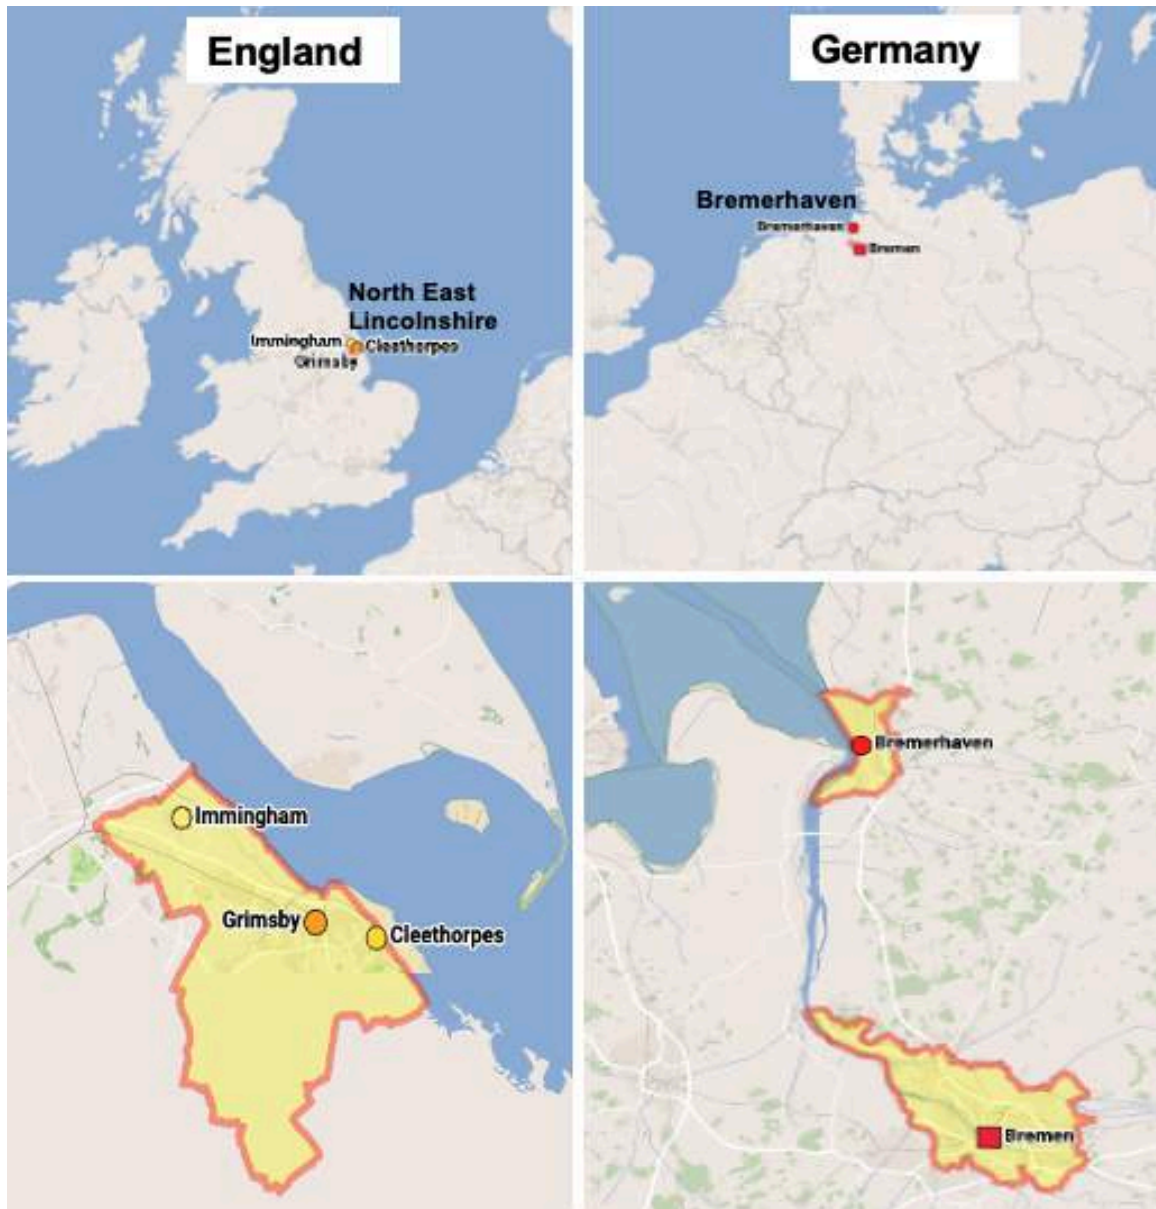 England
Germany
Bremerhaven
Bremerhaven
Bremen
North East
Lincolnshire
Immingham
Cleethorpes
Grimsby
Immingham
Grimsby
Cleethorpes
Bremerhaven
Bremen